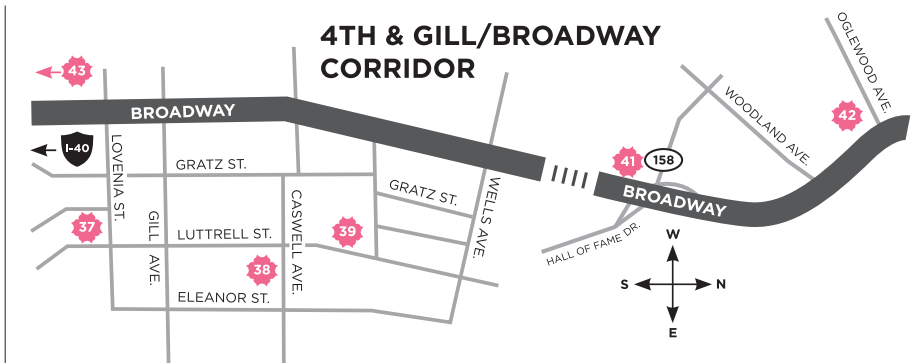 4TH & GILL/BROADWAY
CORRIDOR
OGLEWOOD AVE.
43
BROADWAY
WOODLAND AVE.
42
I-40
LOVENIA ST.
GRATZ ST.
41
158
GRATZ ST.
WELLS AVE.
BROADWAY
CASWELL AVE.
GILL AVE.
37
LUTTRELL ST.
39
HALL OF FAME DR.
W
38
S
N
ELEANOR ST.
E